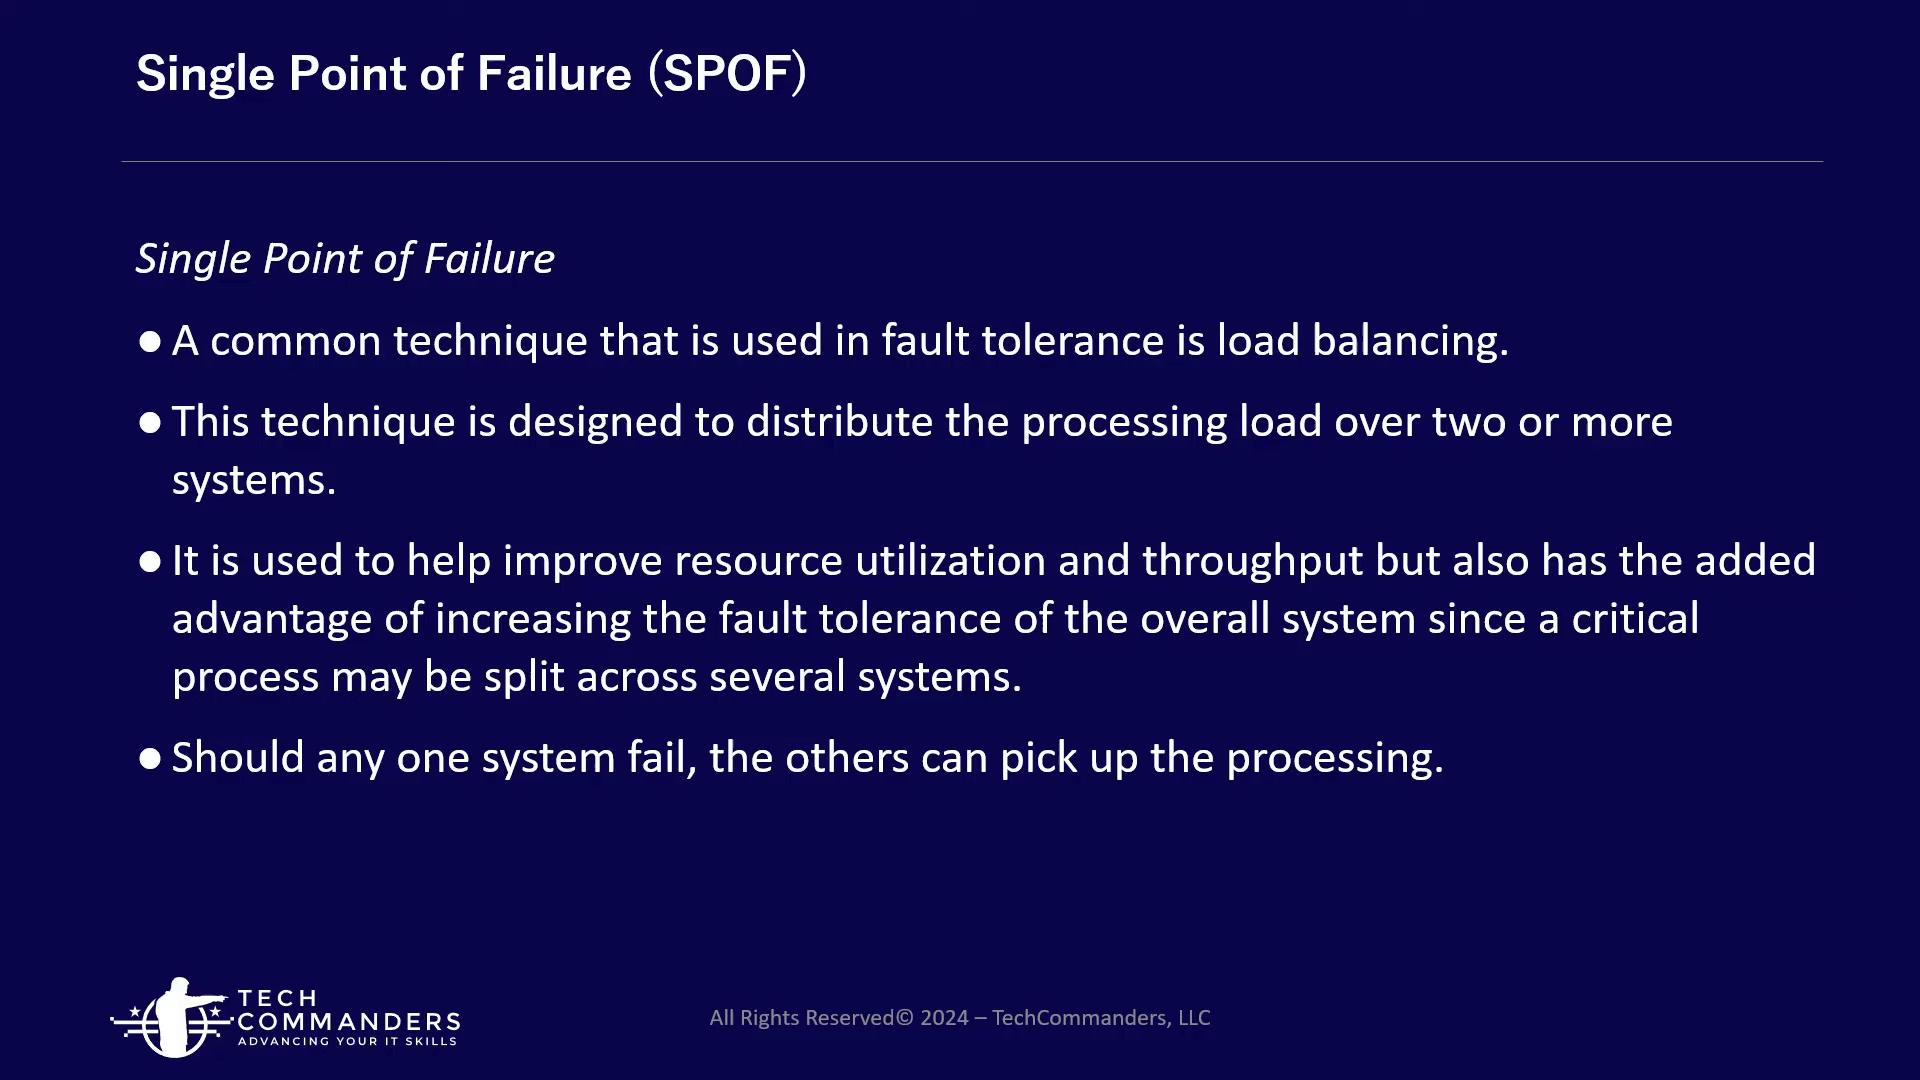 Single Point of Failure (SPOF)
Single Point of Failure
● A common technique that is used in fault tolerance is load balancing.
● This technique is designed to distribute the processing load over two or more
systems.
● It is used to help improve resource utilization and throughput but also has the added
advantage of increasing the fault tolerance of the overall system since a critical
process may be split across several systems.
● Should any one system fail, the others can pick up the processing.
TECH
COMMANDERS
ADVANCING YOUR IT SKILLS
All Rights Reserved© 2024 – TechCommanders, LLC